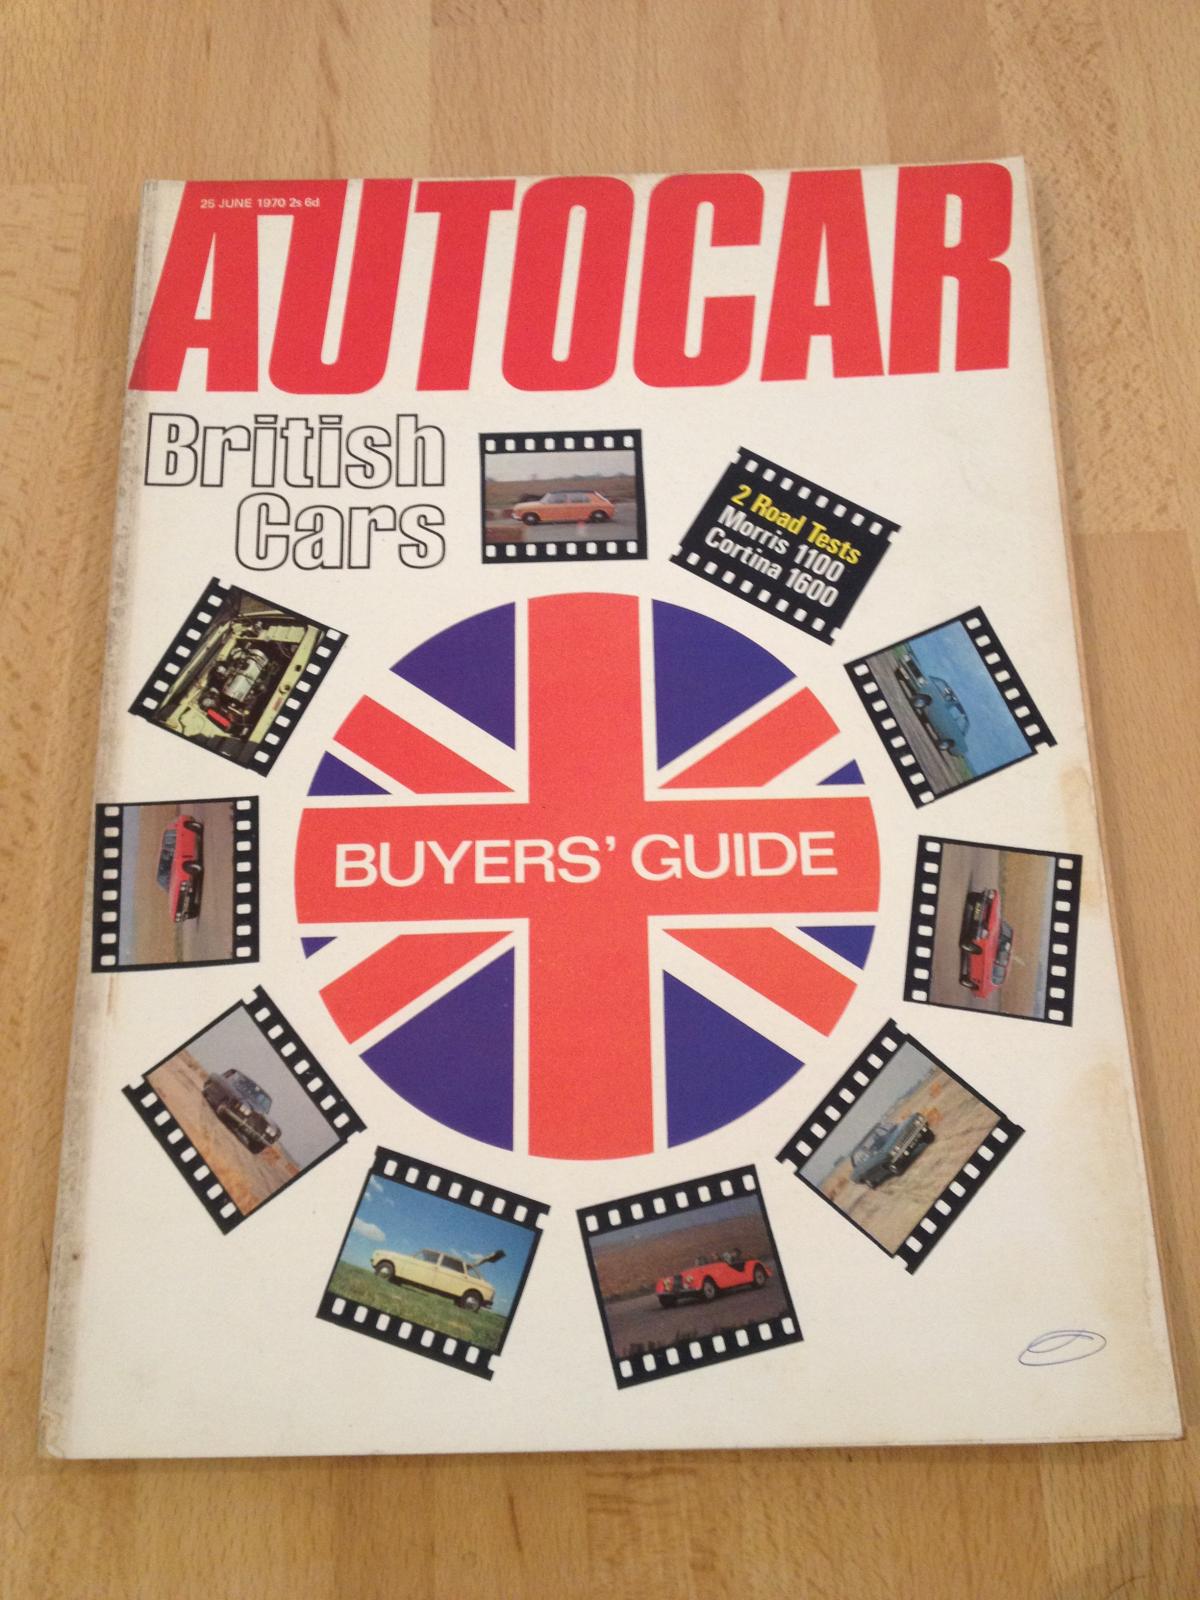 25 JUNE 1970 2s 6d
AUTOCAR
British
Cars
2 Road Tests
Morris 1100
Cortina 1600
BUYERS' GUIDE